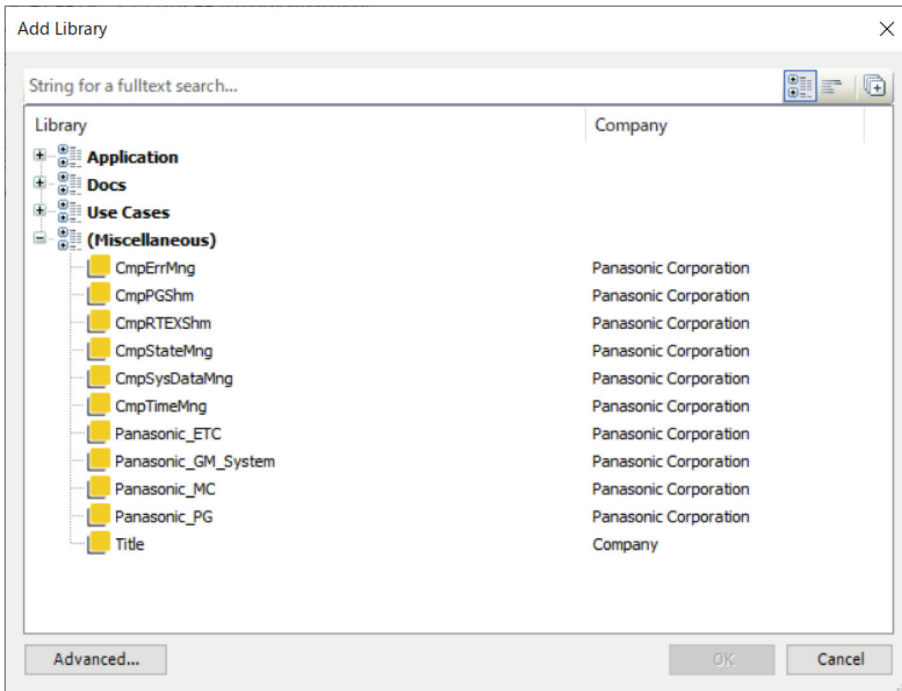 Add Library
String for a fulltext search...
Library Company
Application
Docs
Use Cases
(Miscellaneous)
CmpErrMng Panasonic Corporation
CmpPGShm Panasonic Corporation
CmpRTEXShm Panasonic Corporation
CmpStateMng Panasonic Corporation
CmpSysDataMng Panasonic Corporation
CmpTimeMng Panasonic Corporation
Panasonic_ETC Panasonic Corporation
Panasonic_GM_System Panasonic Corporation
Panasonic_MC Panasonic Corporation
Panasonic_PG Panasonic Corporation
Title Company
Advanced... OK Cancel